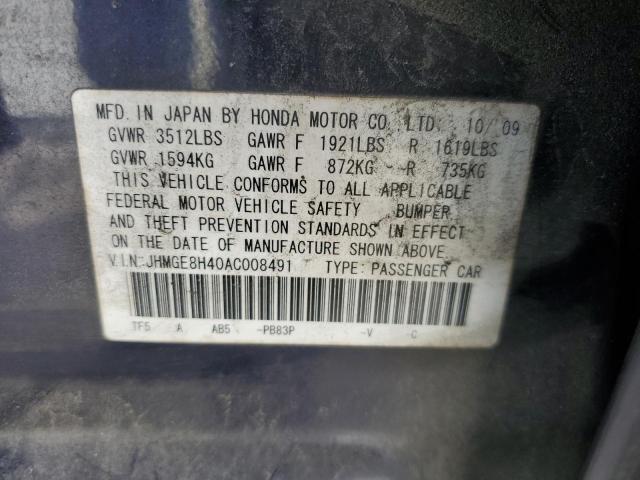 MFD. IN JAPAN BY HONDA MOTOR CO. LTD. 10/09
GVWR 3512LBS GAWR F 1921LBS R 1619LBS
GVWR 1594KG GAWR F 872KG R 735KG
THIS VEHICLE CONFORMS TO ALL APPLICABLE
FEDERAL MOTOR VEHICLE SAFETY BUMPER
AND THEFT PREVENTION STANDARDS IN EFFECT
ON THE DATE OF MANUFACTURE SHOWN ABOVE.
V.I.N.:JHMGE8H40AC008491 TYPE: PASSENGER CAR
TF5 A AB5 -PB83P -V -C